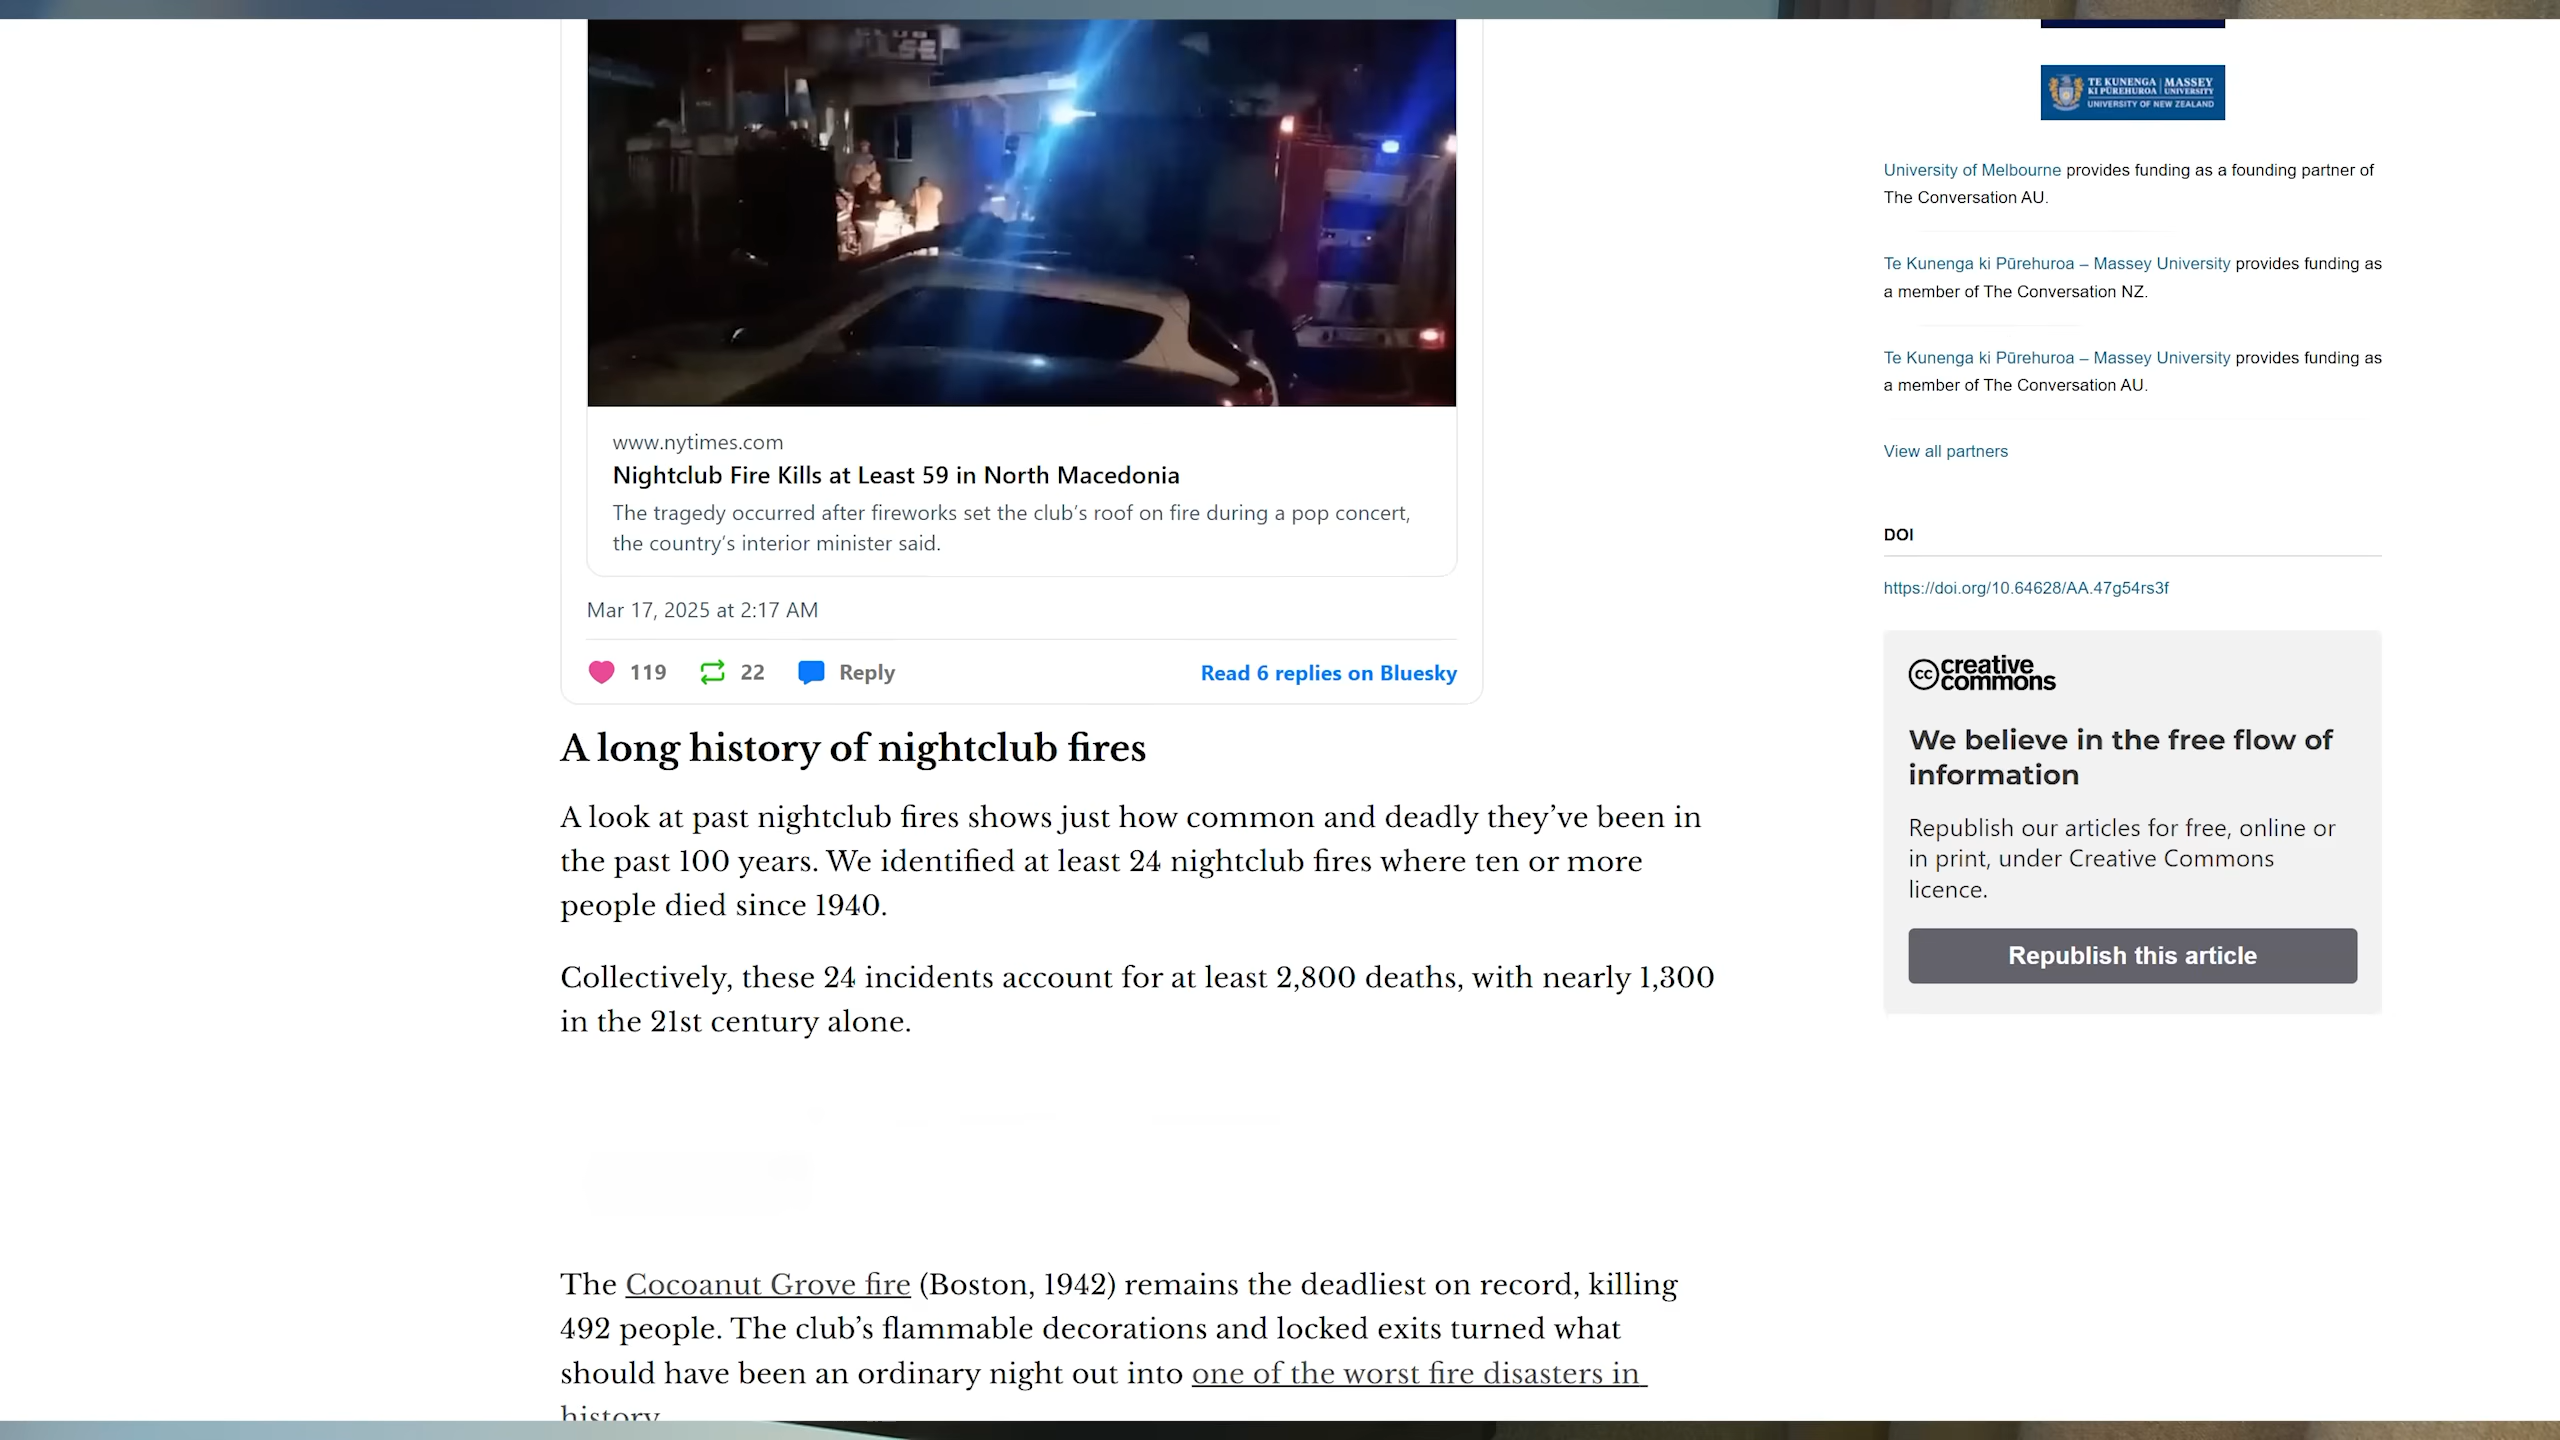 TE KUNENGA | MASSEY
KI PŪREHUROA | UNIVERSITY
UNIVERSITY OF NEW ZEALAND
University of Melbourne provides funding as a founding partner of
The Conversation AU.
Te Kunenga ki Pūrehuroa – Massey University provides funding as
a member of The Conversation NZ.
Te Kunenga ki Pūrehuroa – Massey University provides funding as
a member of The Conversation AU.
View all partners
www.nytimes.com
Nightclub Fire Kills at Least 59 in North Macedonia
The tragedy occurred after fireworks set the club’s roof on fire during a pop concert,
the country’s interior minister said.
Mar 17, 2025 at 2:17 AM
119 22 Reply Read 6 replies on Bluesky
DOI
https://doi.org/10.64628/AA.47g54rs3f
cc creative
commons
We believe in the free flow of
information
Republish our articles for free, online or
in print, under Creative Commons
licence.
Republish this article
A long history of nightclub fires
A look at past nightclub fires shows just how common and deadly they’ve been in
the past 100 years. We identified at least 24 nightclub fires where ten or more
people died since 1940.
Collectively, these 24 incidents account for at least 2,800 deaths, with nearly 1,300
in the 21st century alone.
The Cocoanut Grove fire (Boston, 1942) remains the deadliest on record, killing
492 people. The club’s flammable decorations and locked exits turned what
should have been an ordinary night out into one of the worst fire disasters in
history.